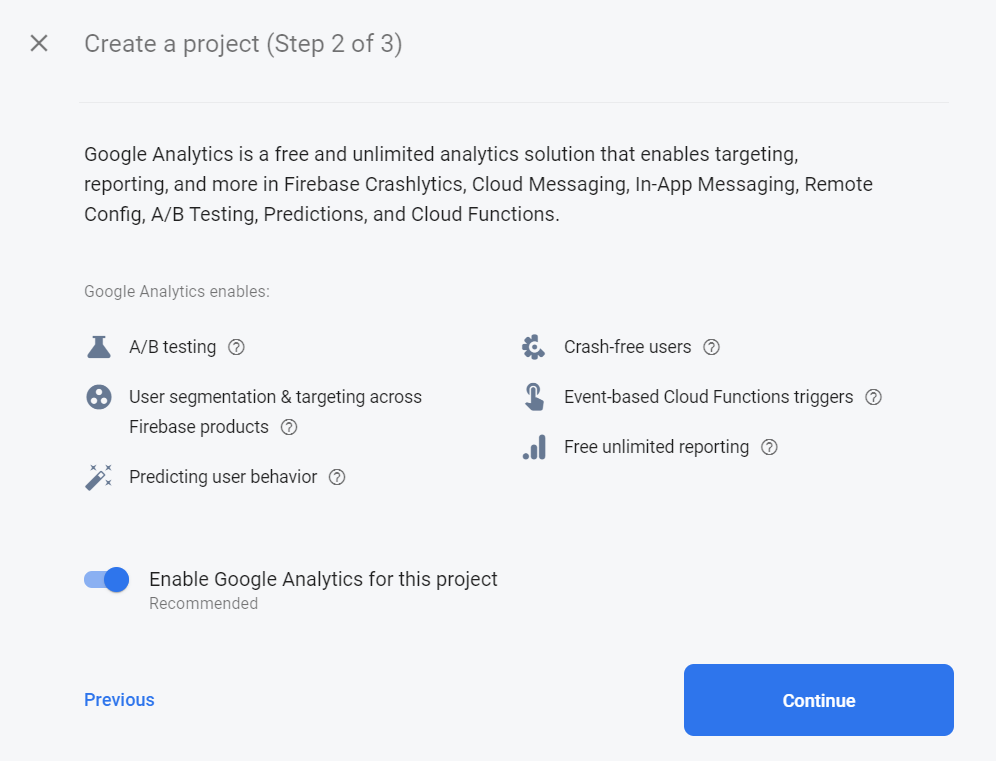 Create a project (Step 2 of 3)
Google Analytics is a free and unlimited analytics solution that enables targeting,
reporting, and more in Firebase Crashlytics, Cloud Messaging, In-App Messaging, Remote
Config, A/B Testing, Predictions, and Cloud Functions.
Google Analytics enables:
A/B testing
User segmentation & targeting across
Firebase products
Predicting user behavior
Crash-free users
Event-based Cloud Functions triggers
Free unlimited reporting
Enable Google Analytics for this project
Recommended
Previous
Continue